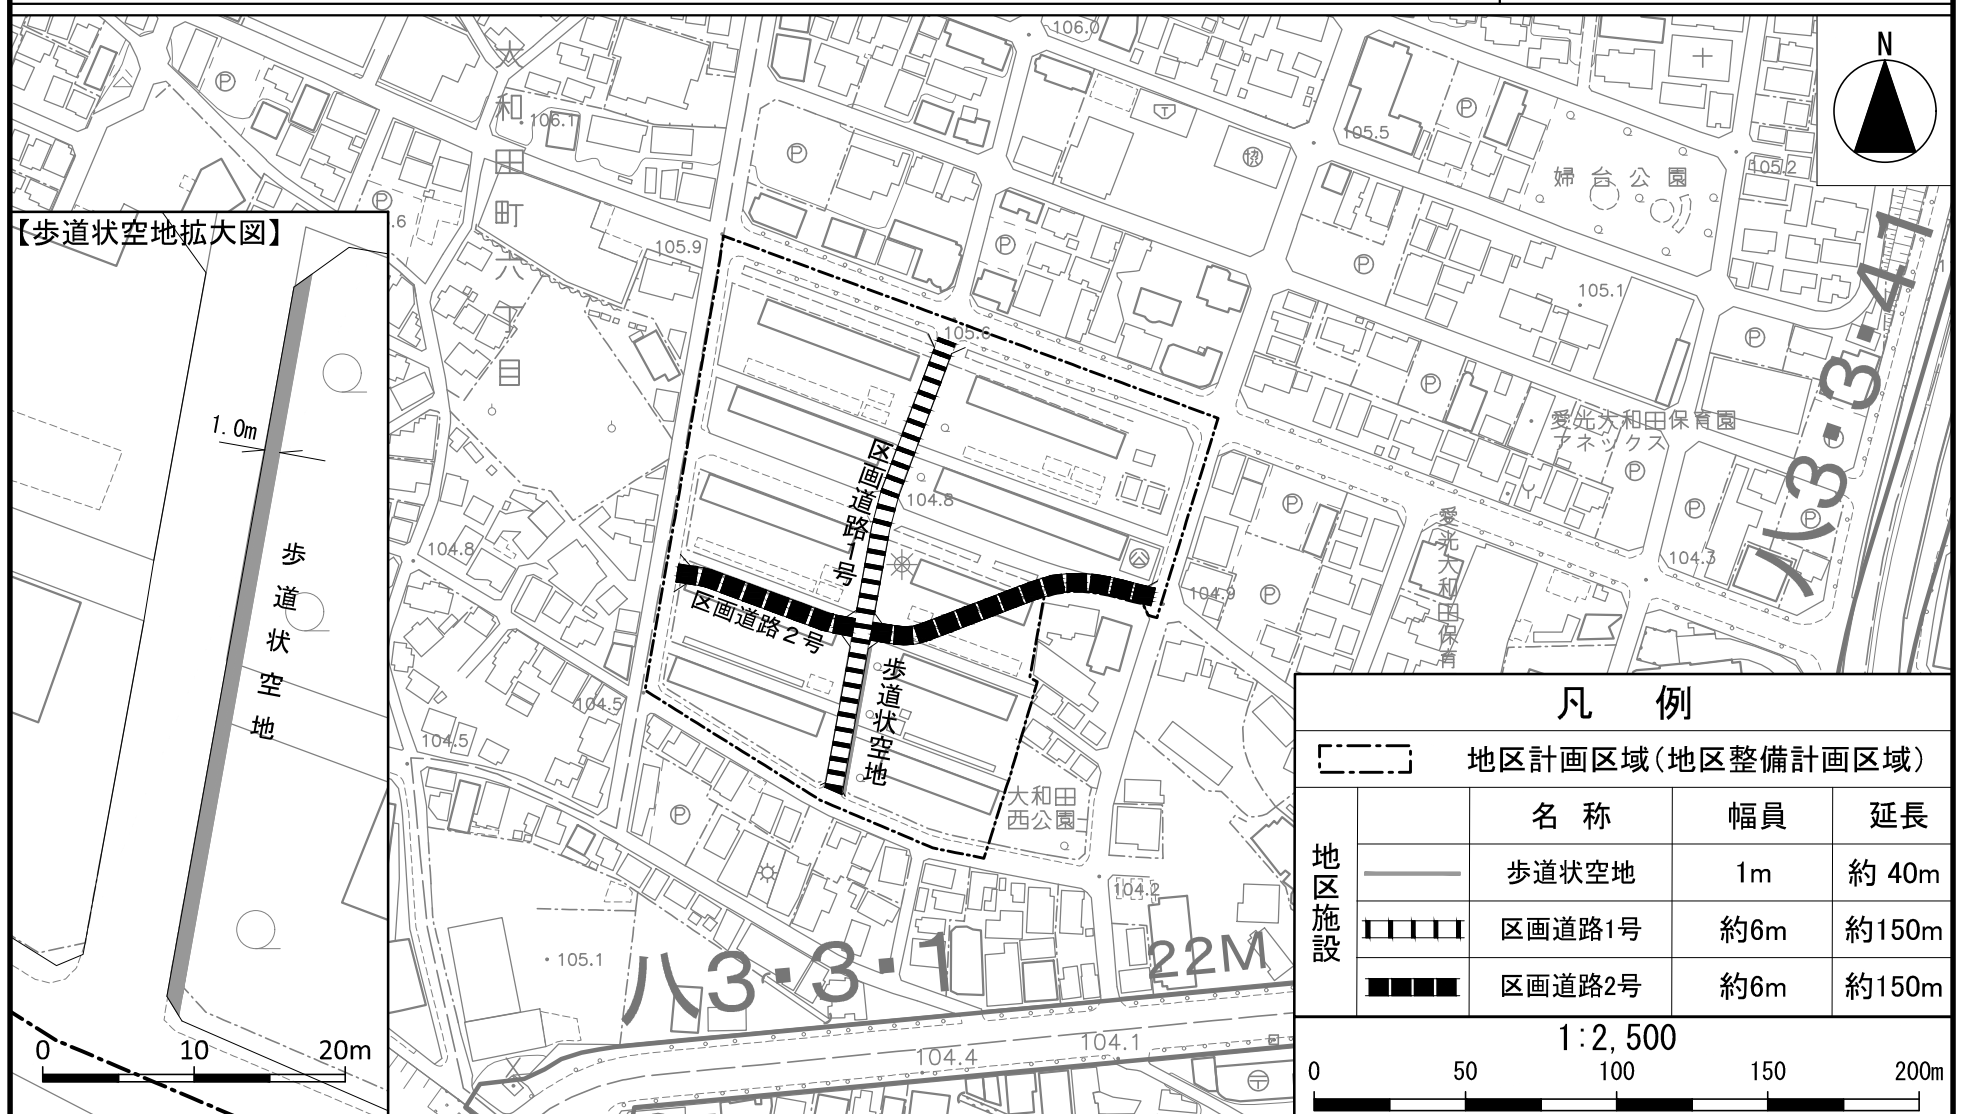 【歩道状空地拡大図】
1.0m
歩道状空地
0 10 20m
大和田町六丁目
106.0
106.1
105.5
105.2
105.9
.6
105.6
105.1
104.8
104.8
104.9
104.3
104.5
104.5
104.2
105.1
104.4
104.1
P
協
公
婦台公園
愛光大和田保育園
アネックス
愛光大和田保育
大和田
西公園
区画道路1号
区画道路2号
歩道状空地
八3・3・1
22M
八3・3・41
N
凡例
地区計画区域(地区整備計画区域)
地区施設
名称 幅員 延長
歩道状空地 1m 約 40m
区画道路1号 約6m 約150m
区画道路2号 約6m 約150m
1:2,500
0 50 100 150 200m